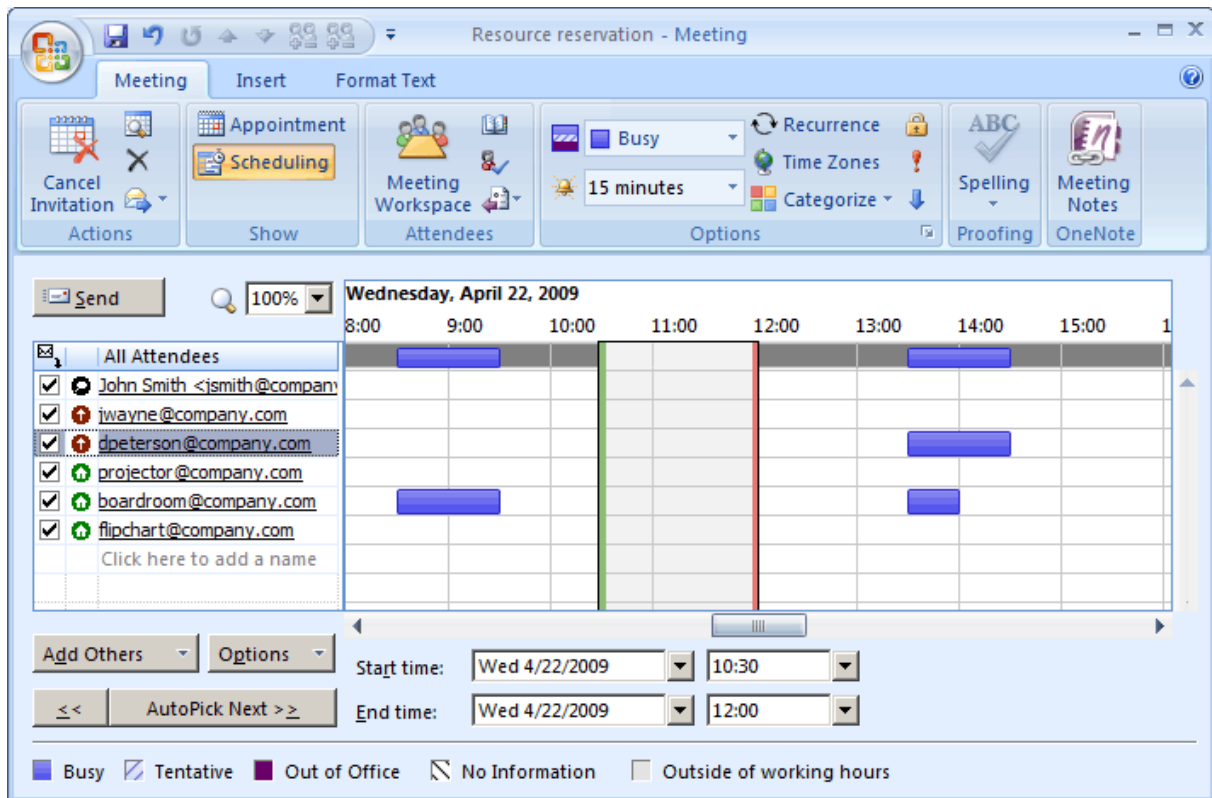 Resource reservation - Meeting
Meeting Insert Format Text
Cancel Invitation
Actions
Appointment
Scheduling
Show
Meeting Workspace
Attendees
Busy
15 minutes
Recurrence
Time Zones
Categorize
Options
ABC
Spelling
Proofing
Meeting Notes
OneNote
Send
100%
Wednesday, April 22, 2009
8:00 9:00 10:00 11:00 12:00 13:00 14:00 15:00 1
All Attendees
John Smith <jsmith@company
jwayne@company.com
dpeterson@company.com
projector@company.com
boardroom@company.com
flipchart@company.com
Click here to add a name
Add Others Options
<< AutoPick Next >>
Start time: Wed 4/22/2009 10:30
End time: Wed 4/22/2009 12:00
Busy Tentative Out of Office No Information Outside of working hours